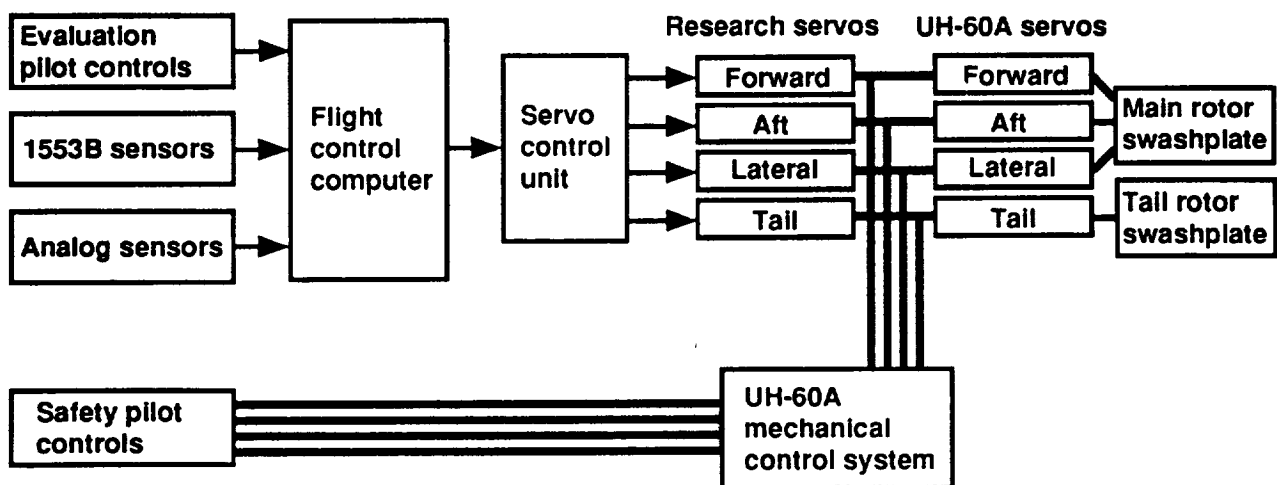 Research servos
UH-60A servos
Evaluation
pilot controls
1553B sensors
Analog sensors
Flight
control
computer
Servo
control
unit
Forward
Aft
Lateral
Tail
Forward
Aft
Lateral
Tail
Main rotor
swashplate
Tail rotor
swashplate
Safety pilot
controls
UH-60A
mechanical
control system